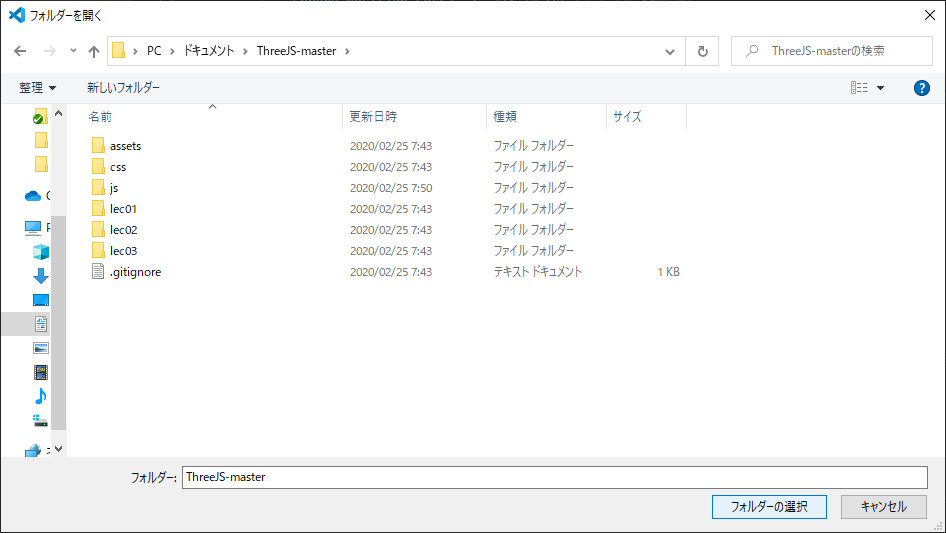 フォルダーを開く
PC › ドキュメント › ThreeJS-master ›
ThreeJS-masterの検索
整理 新しいフォルダー
名前 更新日時 種類 サイズ
assets 2020/02/25 7:43 ファイル フォルダー
css 2020/02/25 7:43 ファイル フォルダー
js 2020/02/25 7:50 ファイル フォルダー
lec01 2020/02/25 7:43 ファイル フォルダー
lec02 2020/02/25 7:43 ファイル フォルダー
lec03 2020/02/25 7:43 ファイル フォルダー
.gitignore 2020/02/25 7:43 テキスト ドキュメント 1 KB
フォルダー: ThreeJS-master
フォルダーの選択 キャンセル